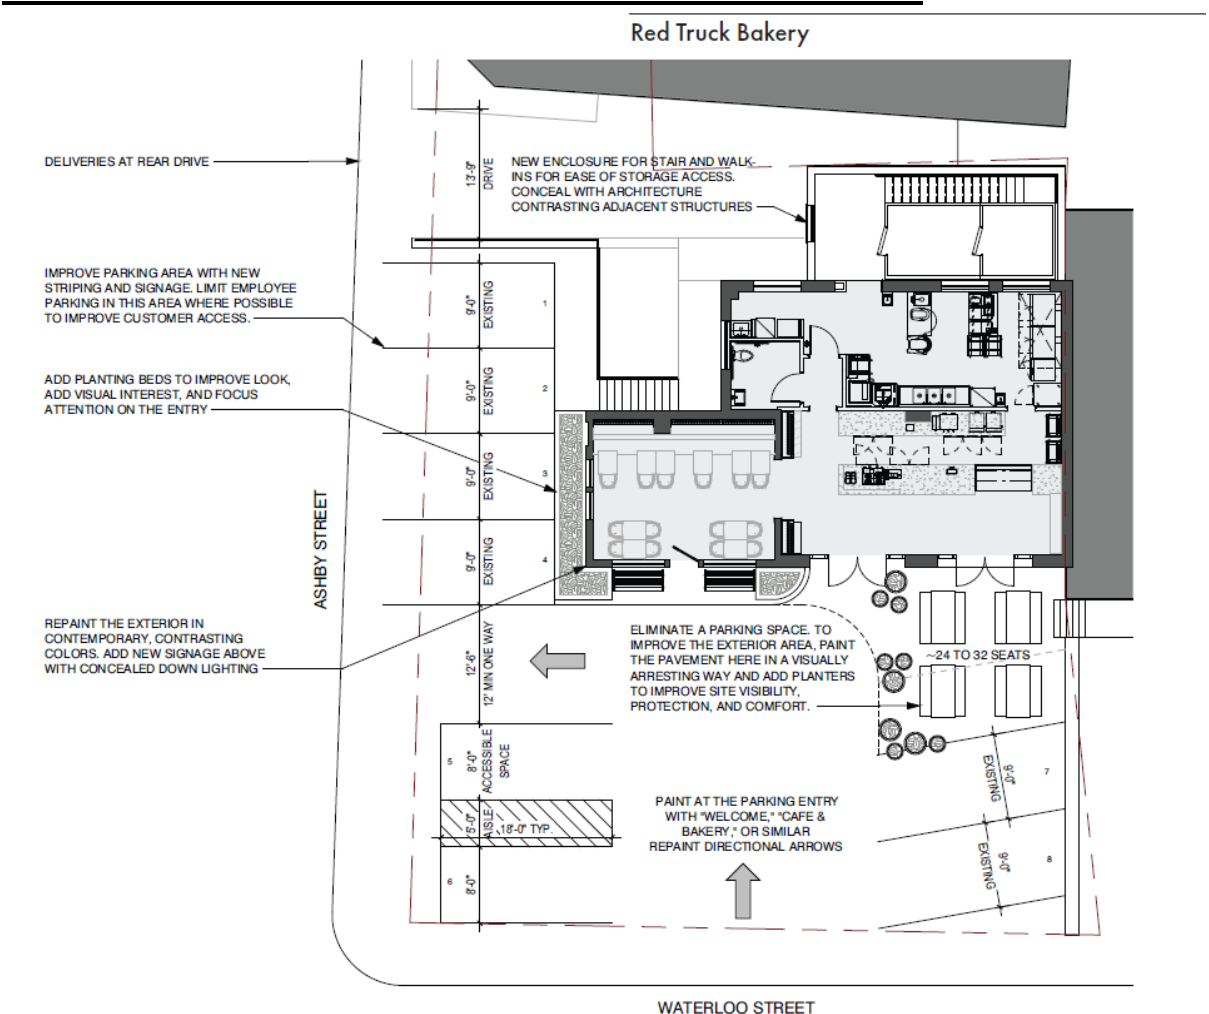 Red Truck Bakery
DELIVERIES AT REAR DRIVE
13'-9"
DRIVE
NEW ENCLOSURE FOR STAIR AND WALK-
INS FOR EASE OF STORAGE ACCESS.
CONCEAL WITH ARCHITECTURE
CONTRASTING ADJACENT STRUCTURES
IMPROVE PARKING AREA WITH NEW
STRIPING AND SIGNAGE. LIMIT EMPLOYEE
PARKING IN THIS AREA WHERE POSSIBLE
TO IMPROVE CUSTOMER ACCESS.
9'-0"
EXISTING
1
ADD PLANTING BEDS TO IMPROVE LOOK,
ADD VISUAL INTEREST, AND FOCUS
ATTENTION ON THE ENTRY
9'-0"
EXISTING
2
9'-0"
EXISTING
3
9'-0"
EXISTING
4
ASHBY STREET
REPAINT THE EXTERIOR IN
CONTEMPORARY, CONTRASTING
COLORS. ADD NEW SIGNAGE ABOVE
WITH CONCEALED DOWN LIGHTING
12'-6"
12' MIN ONE WAY
ELIMINATE A PARKING SPACE. TO
IMPROVE THE EXTERIOR AREA, PAINT
THE PAVEMENT HERE IN A VISUALLY
ARRESTING WAY AND ADD PLANTERS
TO IMPROVE SITE VISIBILITY,
PROTECTION, AND COMFORT.
~24 TO 32 SEATS
5
8'-0"
ACCESSIBLE
SPACE
9'-0"
EXISTING
7
5'-0"
AISLE
18'-0" TYP.
PAINT AT THE PARKING ENTRY
WITH "WELCOME," "CAFE &
BAKERY," OR SIMILAR
REPAINT DIRECTIONAL ARROWS
9'-0"
EXISTING
8
6
8'-0"
WATERLOO STREET